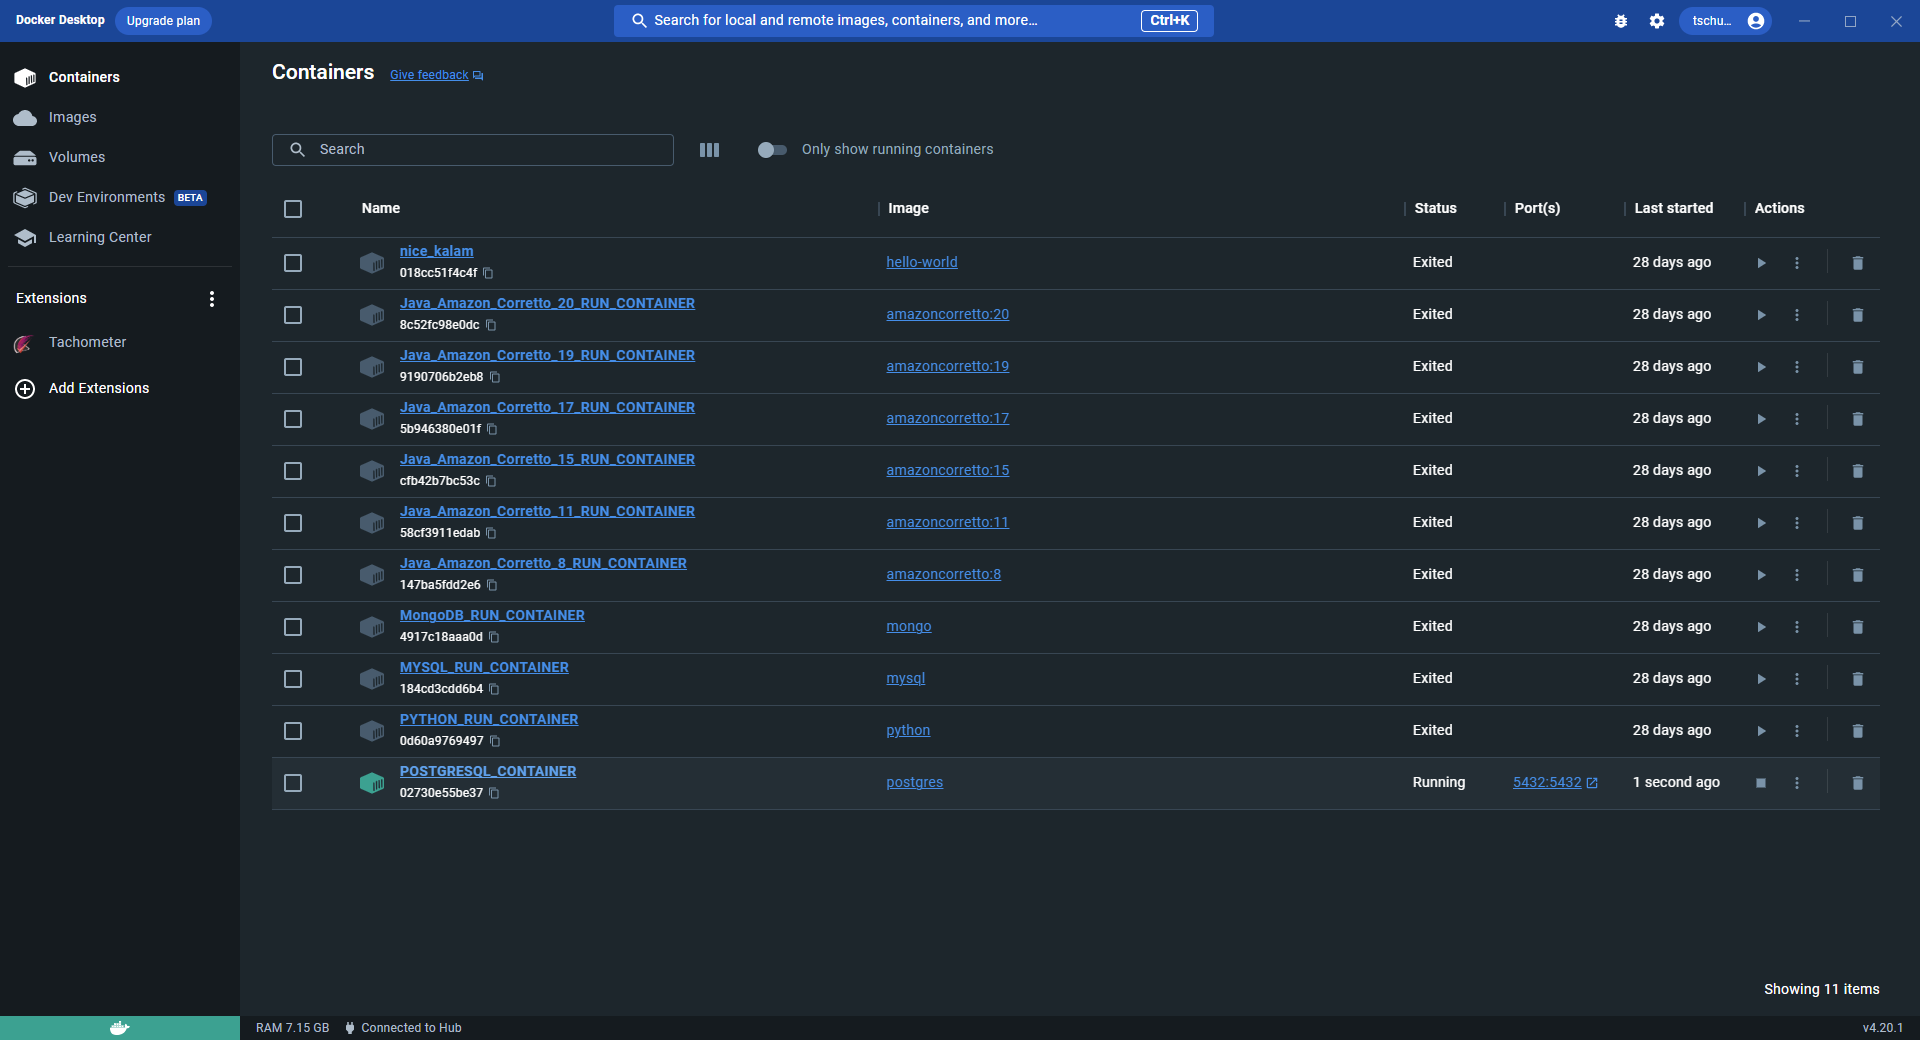 Docker Desktop Upgrade plan Search for local and remote images, containers, and more... Ctrl+K tschu...
Containers
Images
Volumes
Dev Environments BETA
Learning Center
Extensions
Tachometer
Add Extensions
Containers Give feedback
Search Only show running containers
Name Image Status Port(s) Last started Actions
nice_kalam
018cc51f4c4f
hello-world Exited 28 days ago
Java_Amazon_Corretto_20_RUN_CONTAINER
8c52fc98e0dc
amazoncorretto:20 Exited 28 days ago
Java_Amazon_Corretto_19_RUN_CONTAINER
9190706b2eb8
amazoncorretto:19 Exited 28 days ago
Java_Amazon_Corretto_17_RUN_CONTAINER
5b946380e01f
amazoncorretto:17 Exited 28 days ago
Java_Amazon_Corretto_15_RUN_CONTAINER
cfb42b7bc53c
amazoncorretto:15 Exited 28 days ago
Java_Amazon_Corretto_11_RUN_CONTAINER
58cf3911edab
amazoncorretto:11 Exited 28 days ago
Java_Amazon_Corretto_8_RUN_CONTAINER
147ba5fdd2e6
amazoncorretto:8 Exited 28 days ago
MongoDB_RUN_CONTAINER
4917c18aaa0d
mongo Exited 28 days ago
MYSQL_RUN_CONTAINER
184cd3cdd6b4
mysql Exited 28 days ago
PYTHON_RUN_CONTAINER
0d60a9769497
python Exited 28 days ago
POSTGRESQL_CONTAINER
02730e55be37
postgres Running 5432:5432 1 second ago
Showing 11 items
RAM 7.15 GB Connected to Hub v4.20.1